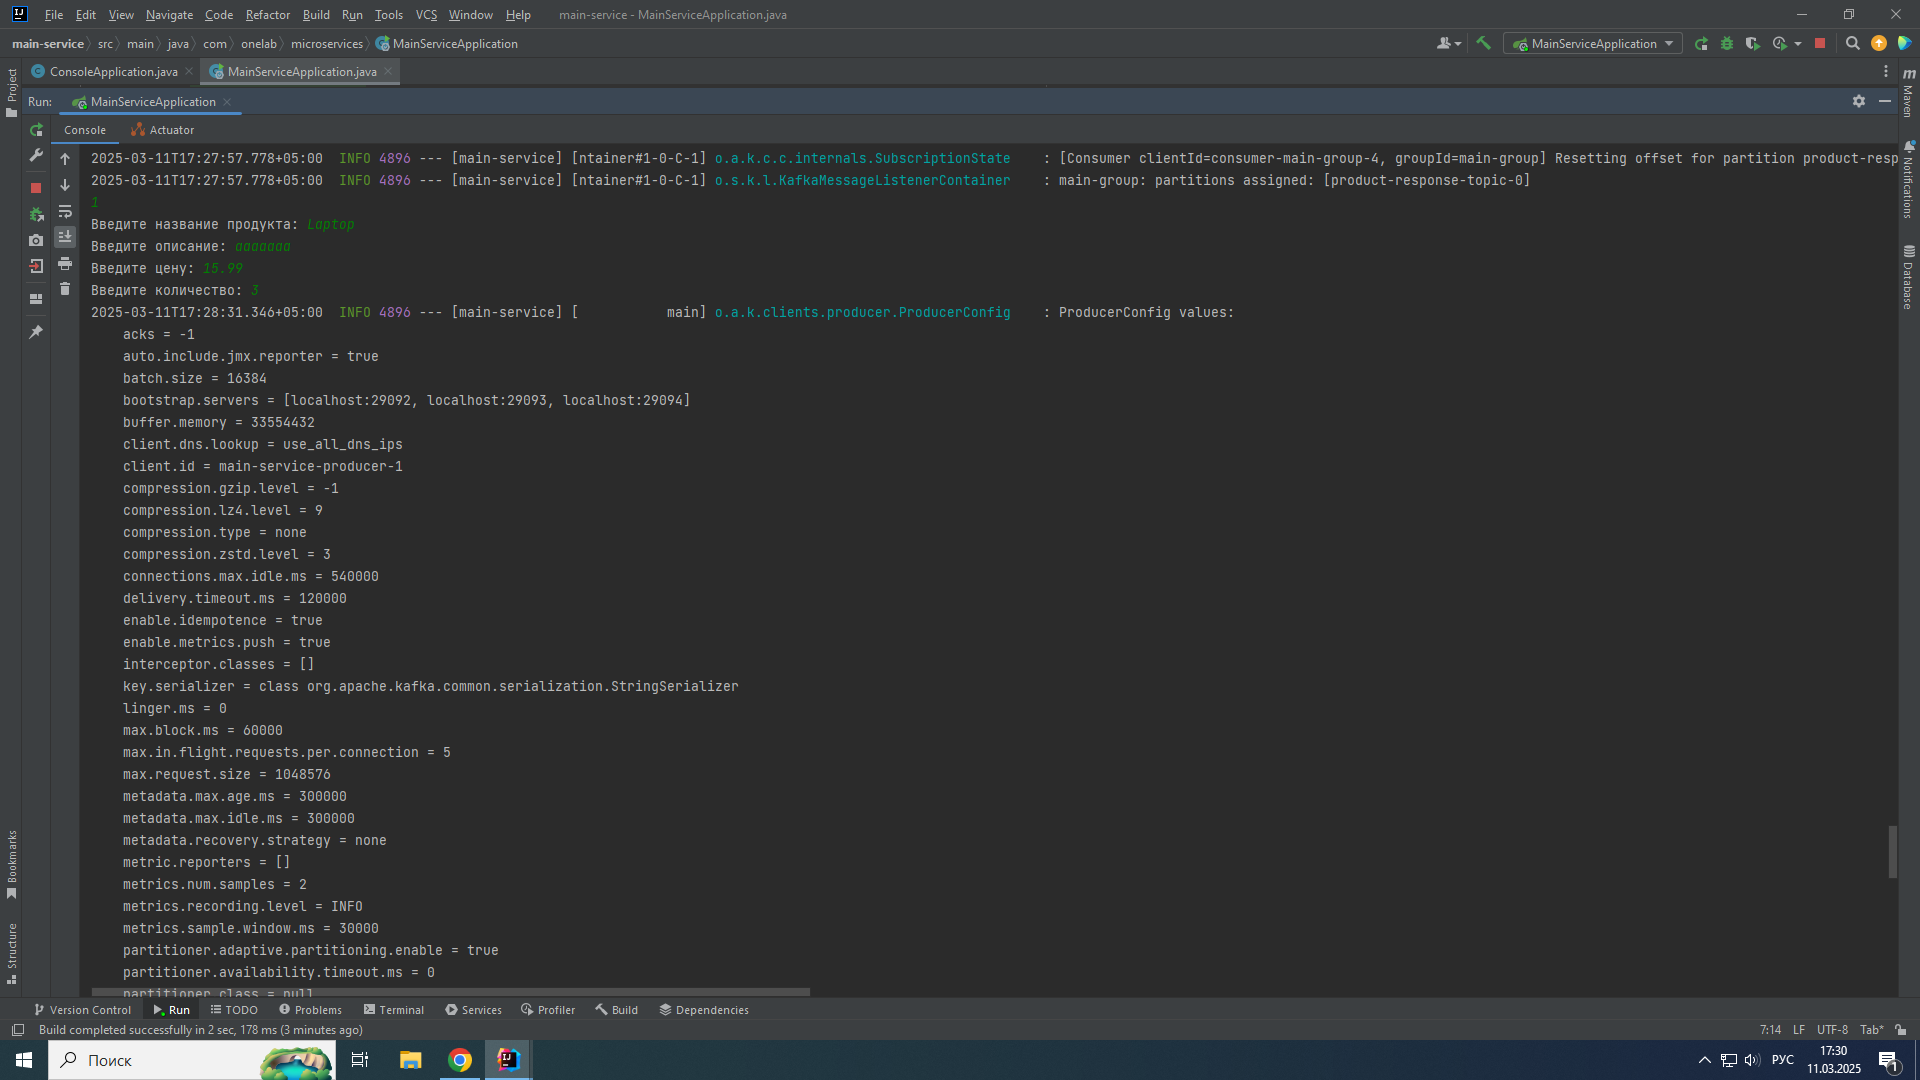 File Edit View Navigate Code Refactor Build Run Tools VCS Window Help main-service - MainServiceApplication.java
main-service src main java com onelab microservices MainServiceApplication MainServiceApplication
ConsoleApplication.java MainServiceApplication.java
Run: MainServiceApplication
Console Actuator
2025-03-11T17:27:57.778+05:00 INFO 4896 --- [main-service] [ntainer#1-0-C-1] o.a.k.c.c.internals.SubscriptionState : [Consumer clientId=consumer-main-group-4, groupId=main-group] Resetting offset for partition product-resp
2025-03-11T17:27:57.778+05:00 INFO 4896 --- [main-service] [ntainer#1-0-C-1] o.s.k.l.KafkaMessageListenerContainer : main-group: partitions assigned: [product-response-topic-0]
1
Введите название продукта: Laptop
Введите описание: aaaaaaa
Введите цену: 15.99
Введите количество: 3
2025-03-11T17:28:31.346+05:00 INFO 4896 --- [main-service] [ main] o.a.k.clients.producer.ProducerConfig : ProducerConfig values:
acks = -1
auto.include.jmx.reporter = true
batch.size = 16384
bootstrap.servers = [localhost:29092, localhost:29093, localhost:29094]
buffer.memory = 33554432
client.dns.lookup = use_all_dns_ips
client.id = main-service-producer-1
compression.gzip.level = -1
compression.lz4.level = 9
compression.type = none
compression.zstd.level = 3
connections.max.idle.ms = 540000
delivery.timeout.ms = 120000
enable.idempotence = true
enable.metrics.push = true
interceptor.classes = []
key.serializer = class org.apache.kafka.common.serialization.StringSerializer
linger.ms = 0
max.block.ms = 60000
max.in.flight.requests.per.connection = 5
max.request.size = 1048576
metadata.max.age.ms = 300000
metadata.max.idle.ms = 300000
metadata.recovery.strategy = none
metric.reporters = []
metrics.num.samples = 2
metrics.recording.level = INFO
metrics.sample.window.ms = 30000
partitioner.adaptive.partitioning.enable = true
partitioner.availability.timeout.ms = 0
partitioner.class = null
Project
Bookmarks
Structure
Maven
Notifications
Database
Version Control Run TODO Problems Terminal Services Profiler Build Dependencies
Build completed successfully in 2 sec, 178 ms (3 minutes ago) 7:14 LF UTF-8 Tab*
Поиск РУС 17:30
11.03.2025 1